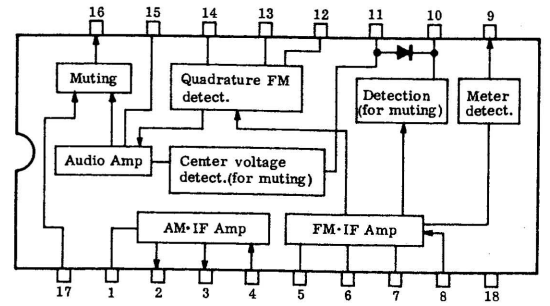 16 15 14 13 12 11 10 9
Muting
Quadrature FM
detect.
Detection
(for muting)
Meter
detect.
Audio Amp
Center voltage
detect.(for muting)
AM·IF Amp
FM·IF Amp
17 1 2 3 4 5 6 7 8 18